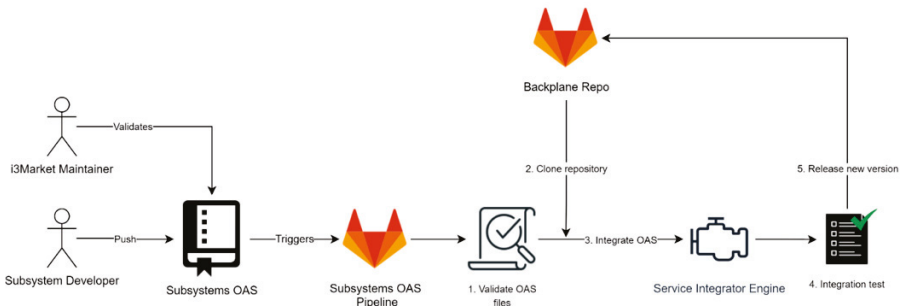 Backplane Repo
Validates
i3Market Maintainer
2. Clone repository
5. Release new version
Push
Triggers
3. Integrate OAS
Subsystem Developer
Subsystems OAS
Subsystems OAS
Pipeline
1. Validate OAS
files
Service Integrator Engine
4. Integration test